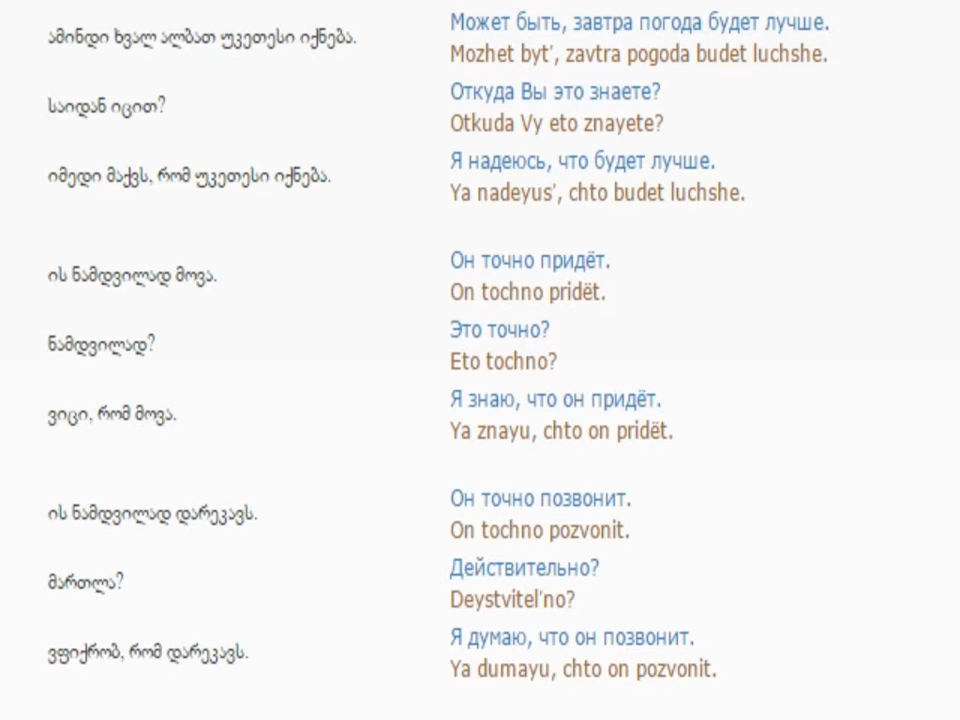 ამინდი ხვალ ალბათ უკეთესი იქნება.
Может быть, завтра погода будет лучше.
Mozhet bytʹ, zavtra pogoda budet luchshe.
საიდან იცით?
Откуда Вы это знаете?
Otkuda Vy eto znayete?
იმედი მაქვს, რომ უკეთესი იქნება.
Я надеюсь, что будет лучше.
Ya nadeyusʹ, chto budet luchshe.
ის ნამდვილად მოვა.
Он точно придёт.
On tochno pridët.
ნამდვილად?
Это точно?
Eto tochno?
ვიცი, რომ მოვა.
Я знаю, что он придёт.
Ya znayu, chto on pridët.
ის ნამდვილად დარეკავს.
Он точно позвонит.
On tochno pozvonit.
მართლა?
Действительно?
Deystvitelʹno?
ვფიქრობ, რომ დარეკავს.
Я думаю, что он позвонит.
Ya dumayu, chto on pozvonit.